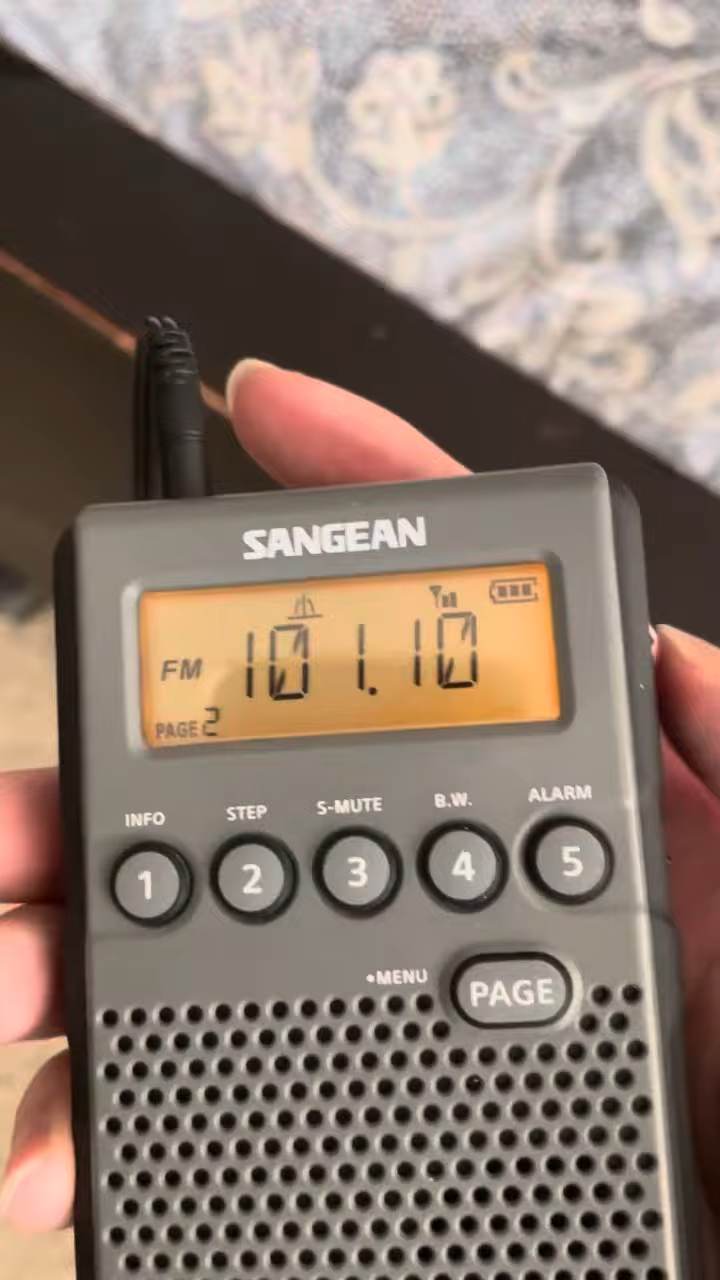 SANGEAN
FM 101.10
PAGE 2
INFO STEP S-MUTE B.W. ALARM
1 2 3 4 5
•MENU PAGE